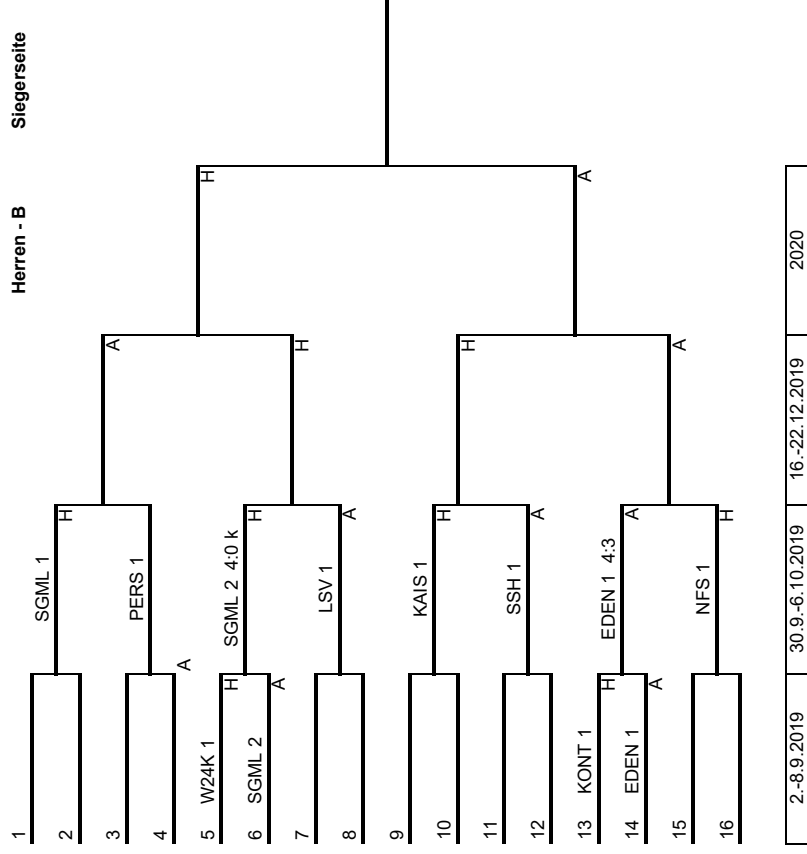 Herren - B Siegerseite
1
2
3
4
5
6
7
8
9
10
11
12
13
14
15
16
W24K 1
SGML 2
KONT 1
EDEN 1
A
H
A
H
A
SGML 1
PERS 1
SGML 2 4:0 k
LSV 1
KAIS 1
SSH 1
EDEN 1 4:3
NFS 1
H
H
A
H
A
A
H
A
H
H
A
H
A
2.-8.9.2019 30.9.-6.10.2019 16.-22.12.2019 2020